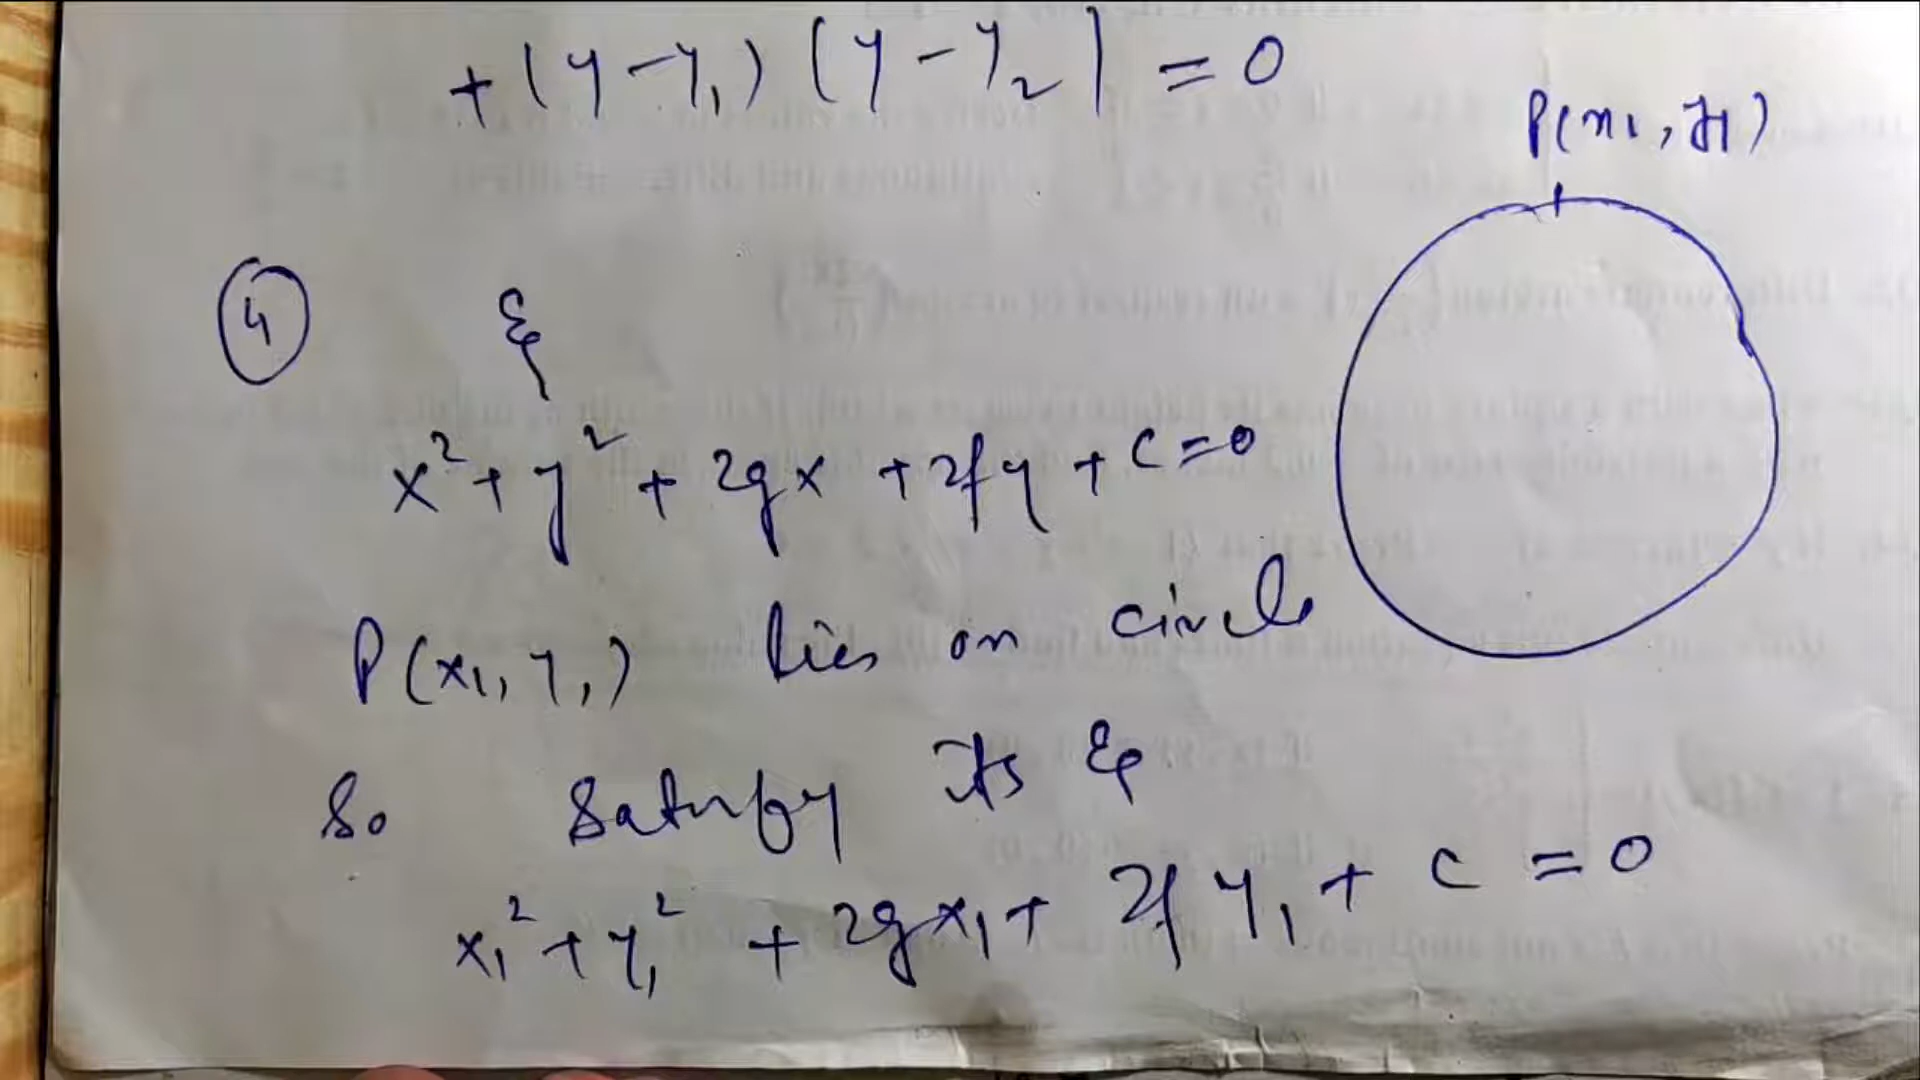 +(y-y₁) (y-y₂) = 0
P(x₁, y₁)
④ Eq
x² + y² + 2gx + 2fy + c = 0
P(x₁, y₁) lies on circle
So satisfy its Eq
x₁² + y₁² + 2gx₁ + 2fy₁ + c = 0